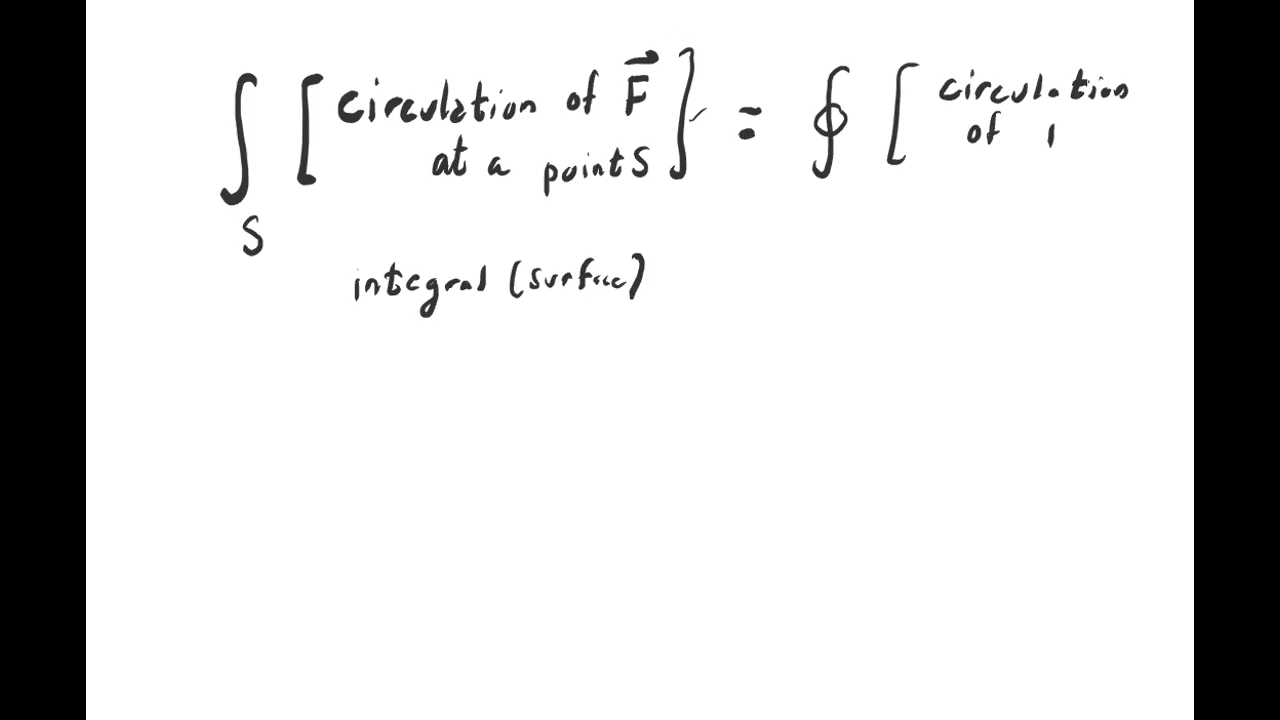 ∫ [ circulation of F⃗ ] = ∮ [ circulation
S at a point S of
integral (surface)